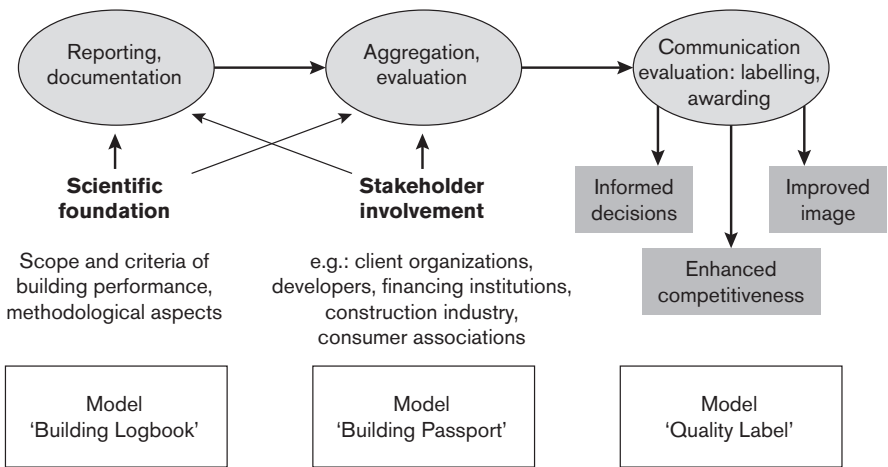 Reporting,
documentation
Aggregation,
evaluation
Communication
evaluation: labelling,
awarding
Scientific
foundation
Stakeholder
involvement
Informed
decisions
Improved
image
Enhanced
competitiveness
Scope and criteria of
building performance,
methodological aspects
e.g.: client organizations,
developers, financing institutions,
construction industry,
consumer associations
Model
‘Building Logbook’
Model
‘Building Passport’
Model
‘Quality Label’